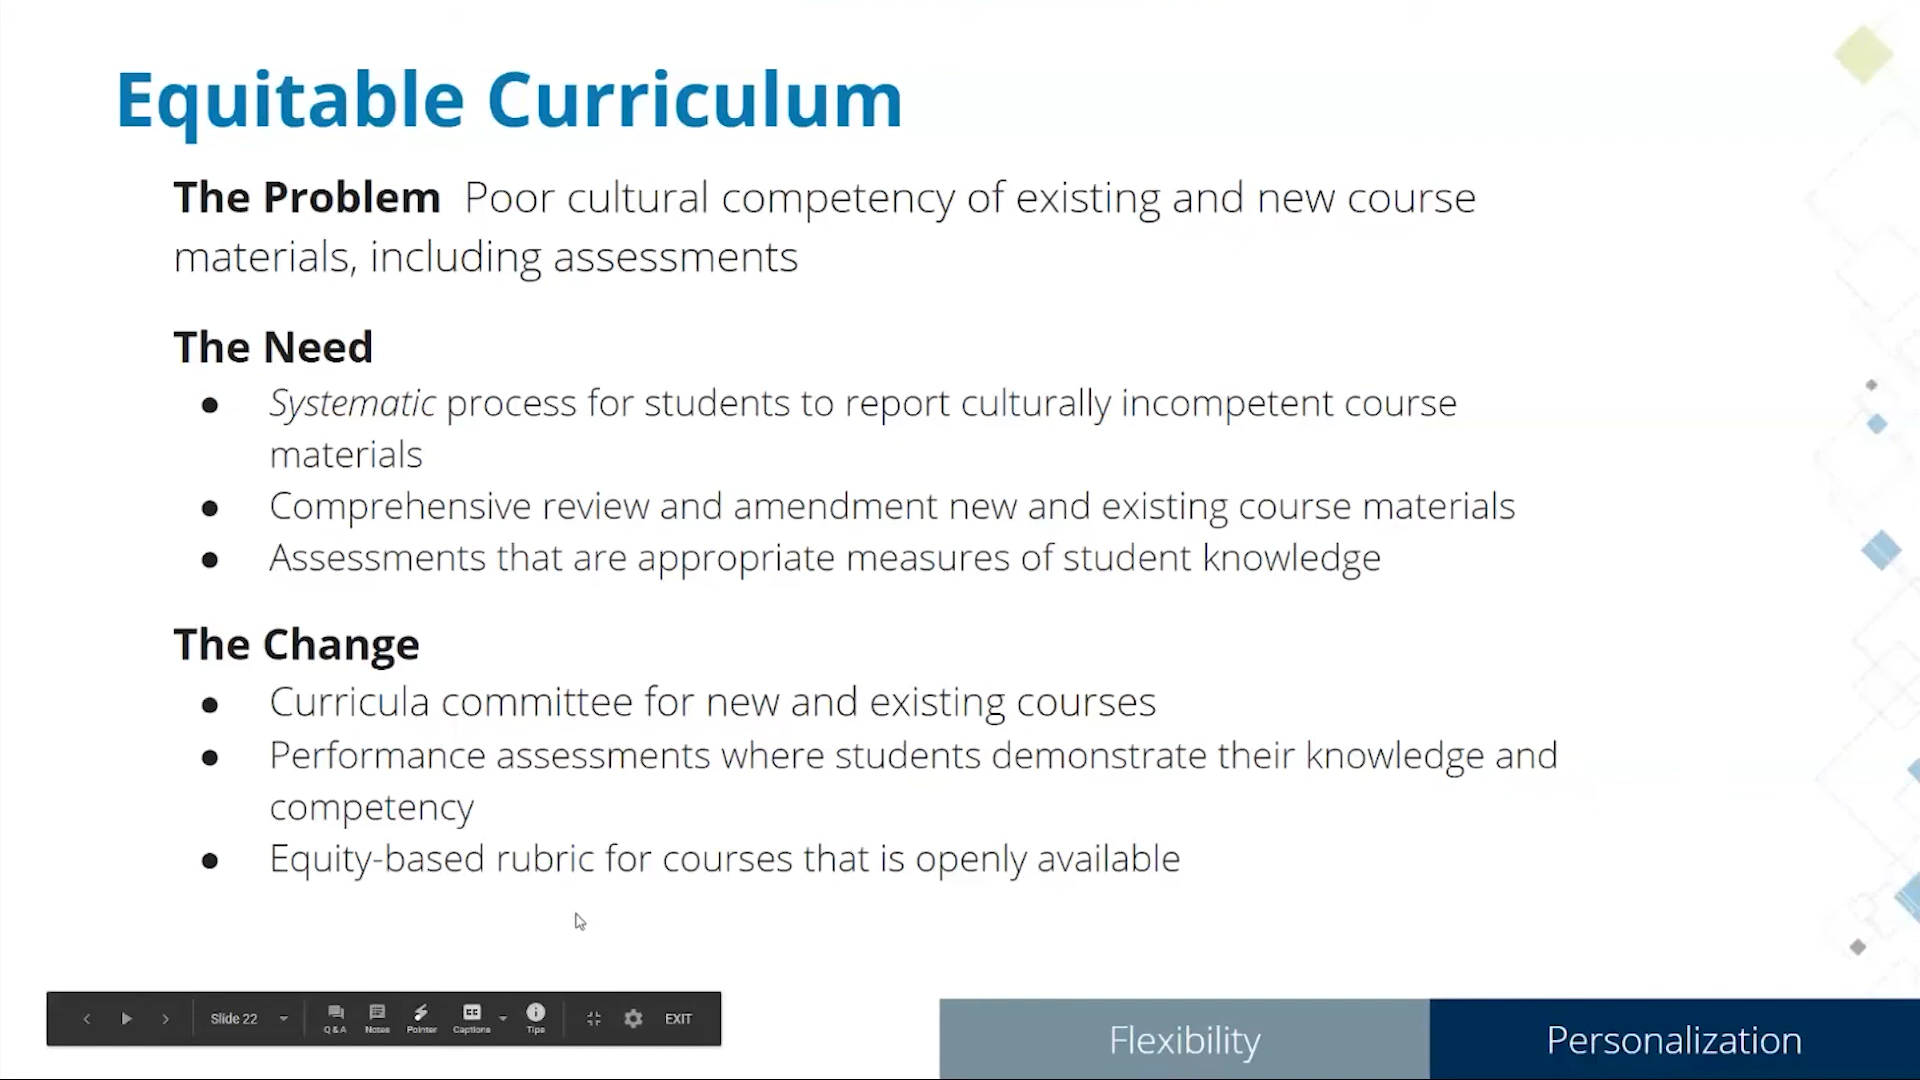 Equitable Curriculum
The Problem  Poor cultural competency of existing and new course
materials, including assessments
The Need
● Systematic process for students to report culturally incompetent course
materials
● Comprehensive review and amendment new and existing course materials
● Assessments that are appropriate measures of student knowledge
The Change
● Curricula committee for new and existing courses
● Performance assessments where students demonstrate their knowledge and
competency
● Equity-based rubric for courses that is openly available
Slide 22
Q & A
Notes
Pointer
CC
Captions
Tips
EXIT
Flexibility
Personalization